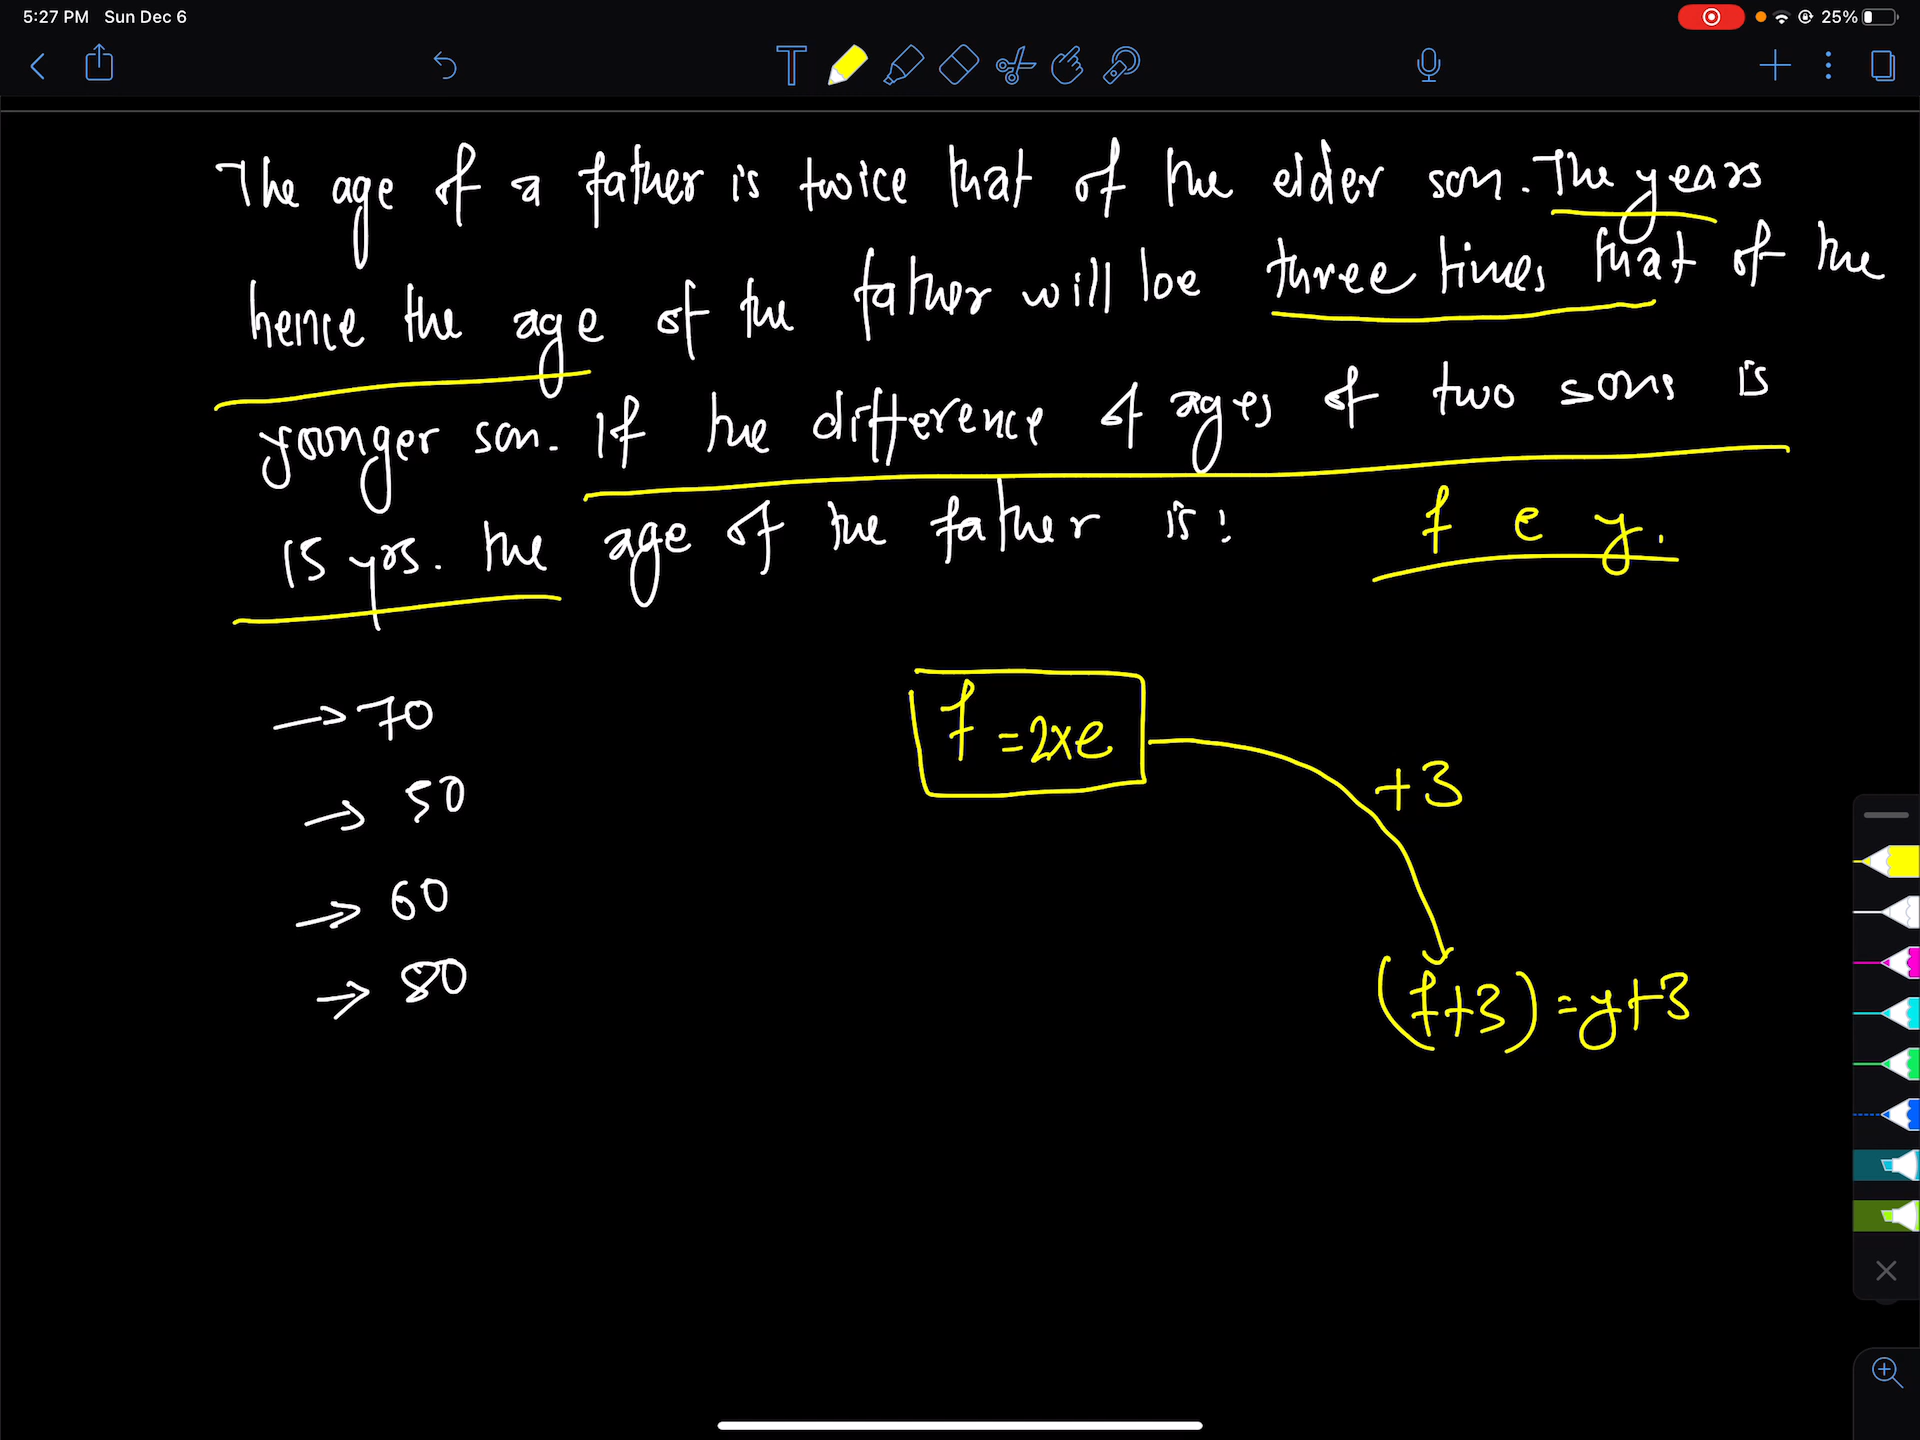 5:27 PM Sun Dec 6
25%
The age of a father is twice that of the elder son. The years
hence the age of the father will be three times that of the
younger son. If the difference of ages of two sons is
15 yrs. the age of the father is:
f e y.
→ 70
f = 2xe
+3
→ 50
→ 60
→ 80
(f+3) = y+3